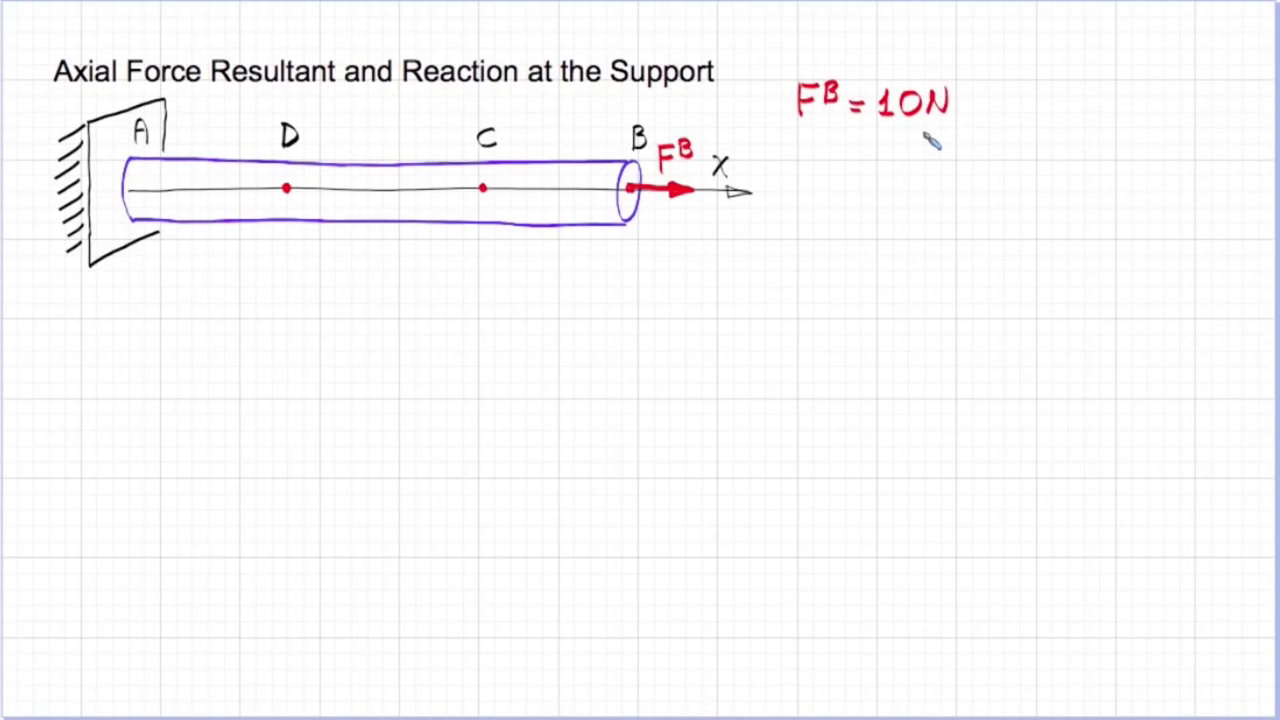 Axial Force Resultant and Reaction at the Support
F^B = 10N
A D C B
F^B X